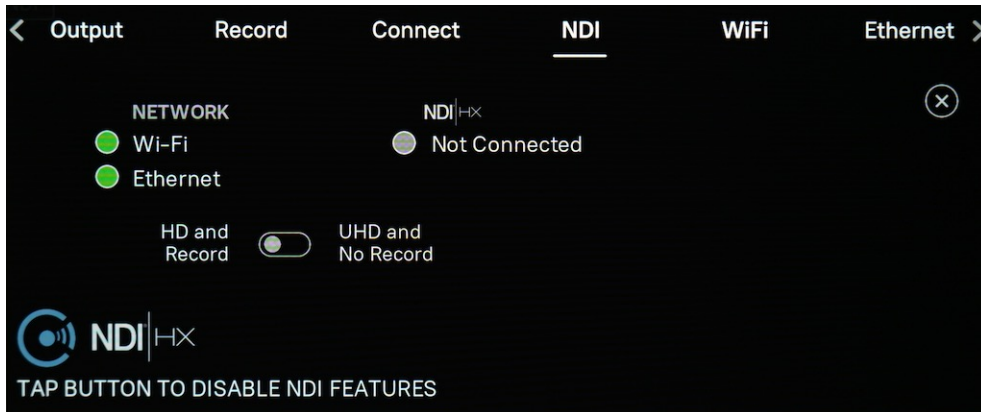 Output Record Connect NDI WiFi Ethernet
NETWORK
Wi-Fi
Ethernet
NDI HX
Not Connected
HD and
Record
UHD and
No Record
NDI HX
TAP BUTTON TO DISABLE NDI FEATURES